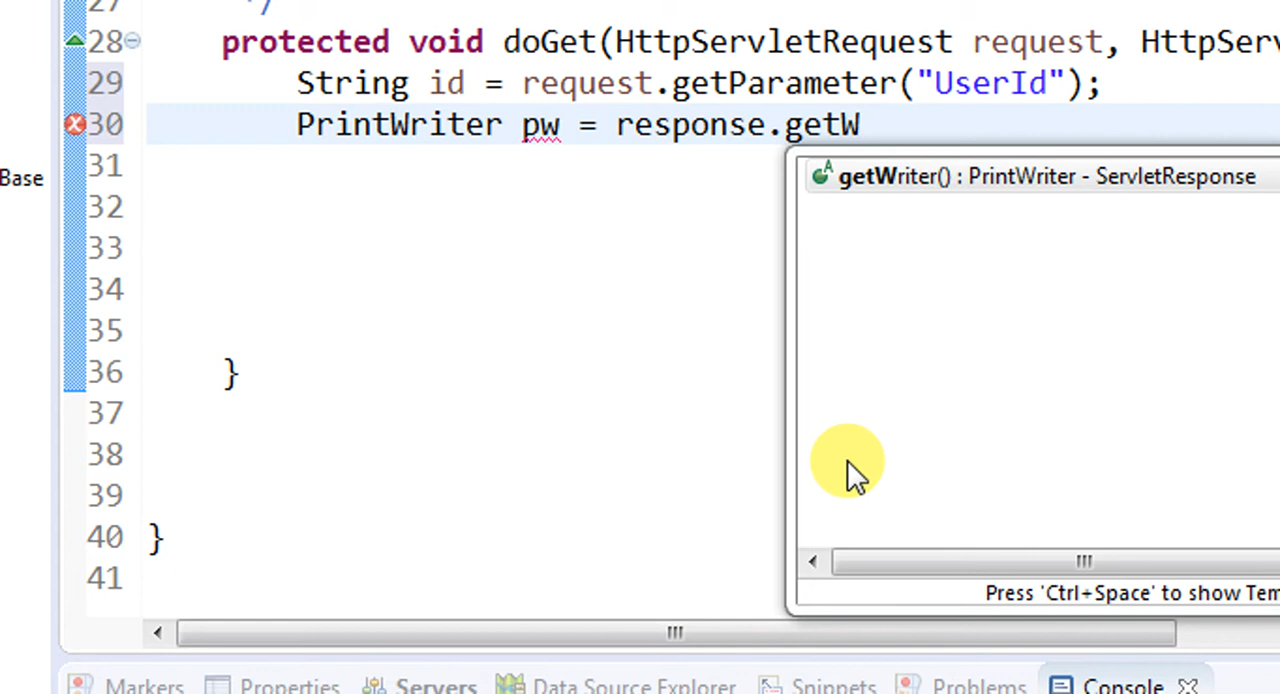 27 */
28 protected void doGet(HttpServletRequest request, HttpServ
29 String id = request.getParameter("UserId");
30 PrintWriter pw = response.getW
31
getWriter() : PrintWriter - ServletResponse
Base
32
33
34
35
36 }
37
38
39
40 }
41
Press 'Ctrl+Space' to show Tem
Markers Properties Servers Data Source Explorer Snippets Problems Console